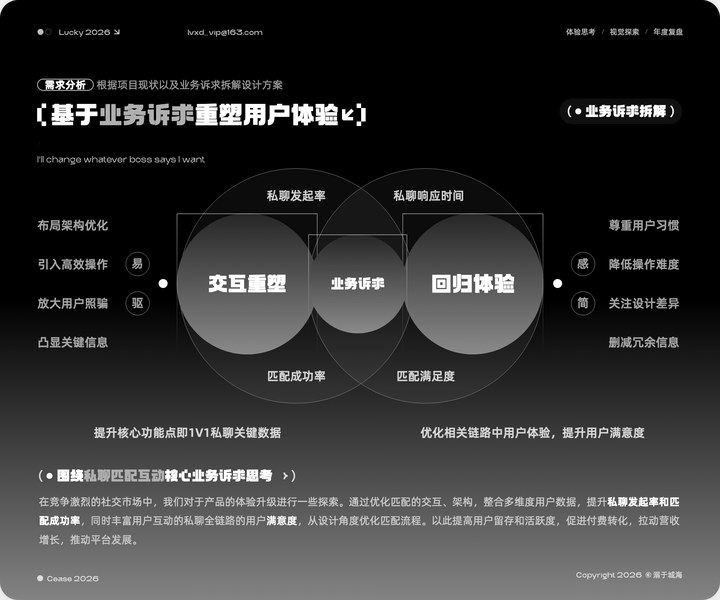 Lucky 2026
lvxd_vip@163.com
体验思考 / 视觉探索 / 年度复盘
需求分析 根据项目现状以及业务诉求拆解设计方案
基于业务诉求重塑用户体验
(● 业务诉求拆解 )
I'll change whatever boss says I want
私聊发起率
私聊响应时间
布局架构优化
引入高效操作
放大用户照骗
凸显关键信息
易
驱
交互重塑
业务诉求
回归体验
感
简
尊重用户习惯
降低操作难度
关注设计差异
删减冗余信息
匹配成功率
匹配满足度
提升核心功能点即1V1私聊关键数据
优化相关链路中用户体验，提升用户满意度
(● 围绕私聊匹配互动核心业务诉求思考 › )
在竞争激烈的社交市场中，我们对于产品的体验升级进行一些探索。通过优化匹配的交互、架构，整合多维度用户数据，提升私聊发起率和匹
配成功率，同时丰富用户互动的私聊全链路的用户满意度，从设计角度优化匹配流程。以此提高用户留存和活跃度，促进付费转化，拉动营收
增长，推动平台发展。
Cease 2026
Copyright 2026 ®溺于城海